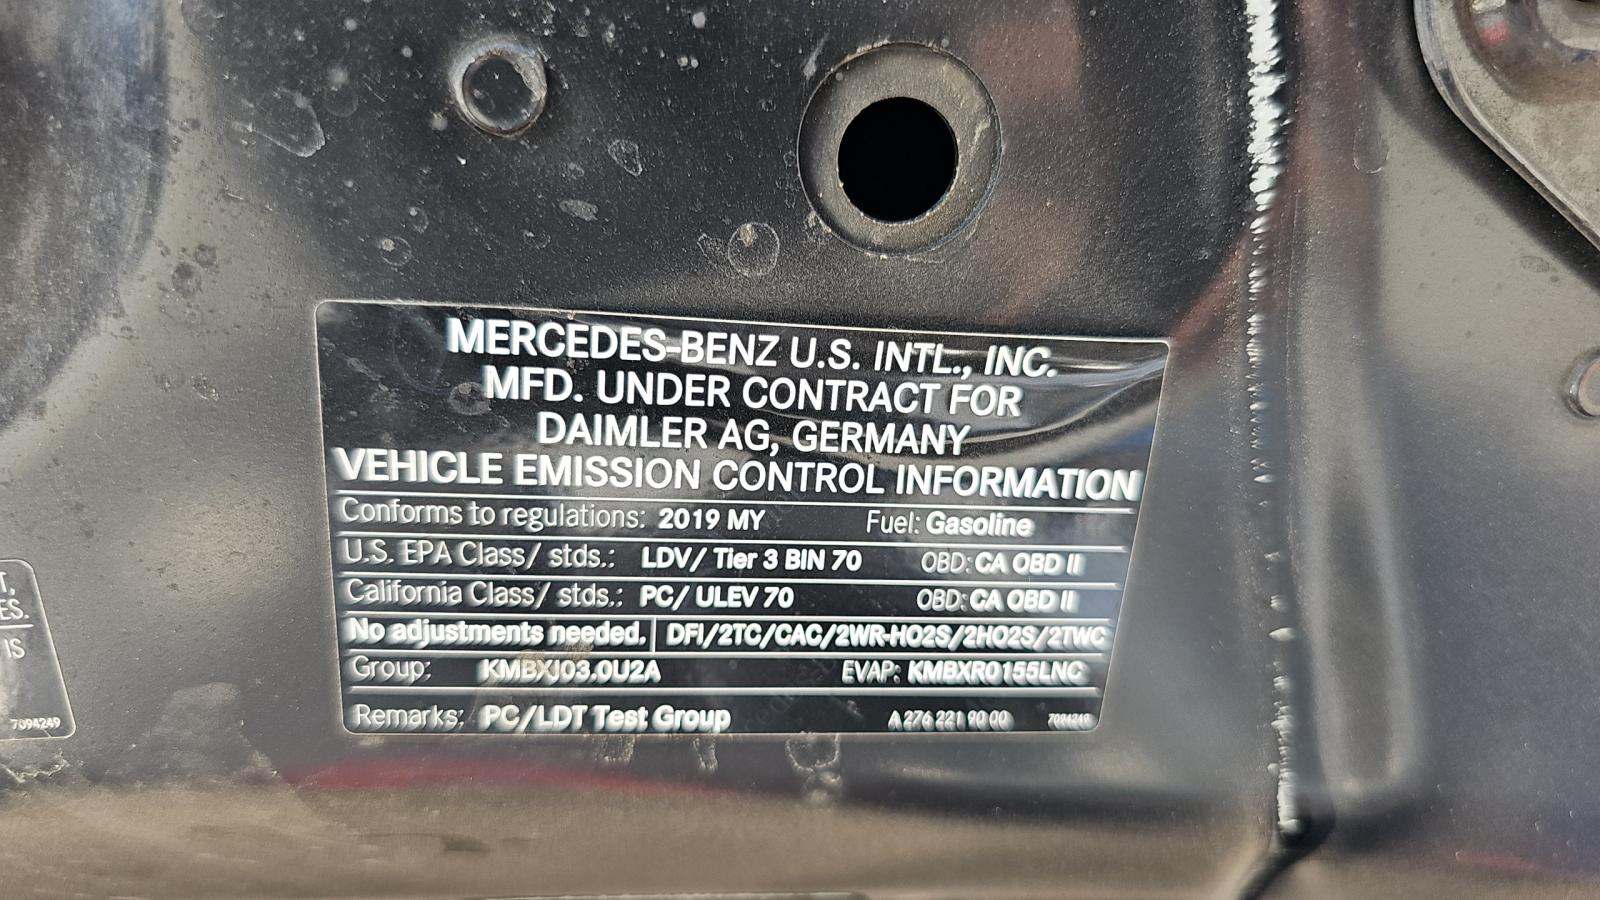 MERCEDES-BENZ U.S. INTL., INC.
MFD. UNDER CONTRACT FOR
DAIMLER AG, GERMANY
VEHICLE EMISSION CONTROL INFORMATION
Conforms to regulations: 2019 MY Fuel: Gasoline
U.S. EPA Class/ stds.: LDV/ Tier 3 BIN 70 OBD: CA OBD II
California Class/ stds.: PC/ ULEV 70 OBD: CA OBD II
No adjustments needed. DFI/2TC/CAC/2WR-HO2S/2HO2S/2TWC
Group: KMBXJ03.0U2A EVAP: KMBXR0155LNC
Remarks: PC/LDT Test Group A 276 221 90 00 7094249
T,
ES.
IS
7094249